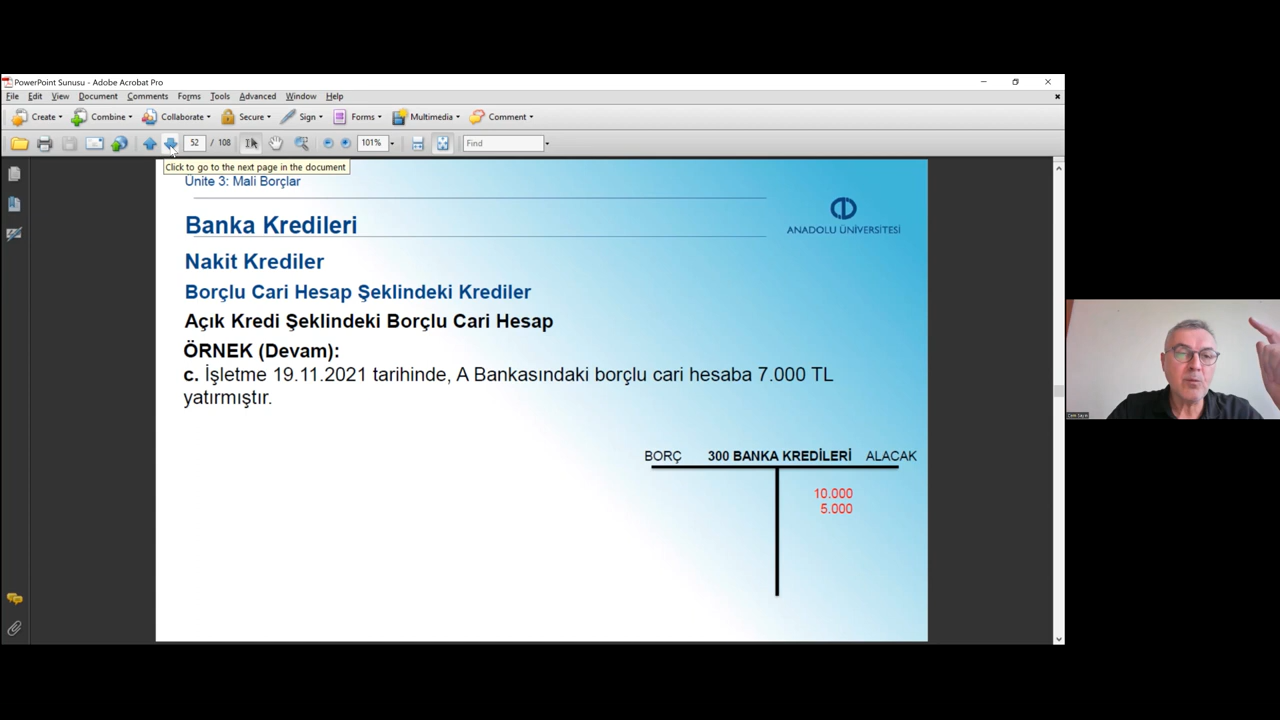 PowerPoint Sunusu - Adobe Acrobat Pro
File Edit View Document Comments Forms Tools Advanced Window Help
Create Combine Collaborate Secure Sign Forms Multimedia Comment
52 / 108 101% Find
Click to go to the next page in the document
Ünite 3: Mali Borçlar
ANADOLU ÜNİVERSİTESİ
Banka Kredileri
Nakit Krediler
Borçlu Cari Hesap Şeklindeki Krediler
Açık Kredi Şeklindeki Borçlu Cari Hesap
ÖRNEK (Devam):
c. İşletme 19.11.2021 tarihinde, A Bankasındaki borçlu cari hesaba 7.000 TL
yatırmıştır.
BORÇ 300 BANKA KREDİLERİ ALACAK
10.000
5.000